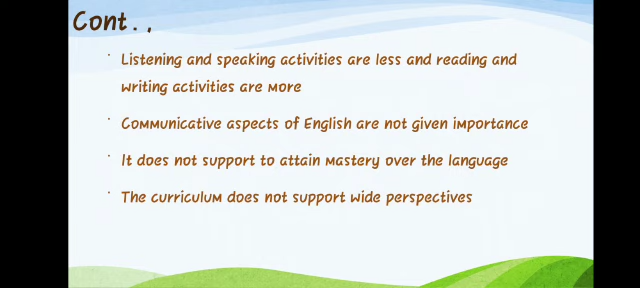 Cont..,
Listening and speaking activities are less and reading and
writing activities are more
Communicative aspects of English are not given importance
It does not support to attain mastery over the language
The curriculum does not support wide perspectives